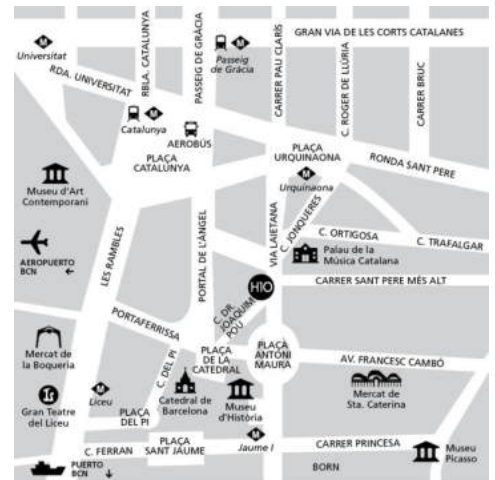 GRAN VIA DE LES CORTS CATALANES
M
Universitat
RDA. UNIVERSITAT
RBLA. CATALUNYA
PASSEIG DE GRÀCIA
M
Passeig
de Gràcia
CARRER PAU CLARÍS
C. ROGER DE LLÚRIA
CARRER BRUC
M
Catalunya
AEROBÚS
PLAÇA
CATALUNYA
PLAÇA
URQUINAONA
M
Urquinaona
RONDA SANT PERE
Museu d'Art
Contemporani
LES RAMBLES
PORTAL DE L'ÀNGEL
VIA LAIETANA
C. JONQUERES
C. ORTIGOSA
C. TRAFALGAR
Palau de la
Música Catalana
AEROPUERTO
BCN ←
H10
CARRER SANT PERE MÉS ALT
PORTAFERRISSA
C. DR.
JOAQUIM
POU
Mercat de
la Boqueria
C. DEL PI
PLAÇA
DE LA
CATEDRAL
PLAÇA
ANTONI
MAURA
AV. FRANCESC CAMBÓ
L
Gran Teatre
del Liceu
M
Liceu
Catedral de
Barcelona
Museu
d'Història
Mercat de
Sta. Caterina
PLAÇA
DEL PI
C. FERRAN
PLAÇA
SANT JAUME
M
Jaume I
CARRER PRINCESA
Museu
Picasso
PUERTO
BCN ↓
BORN